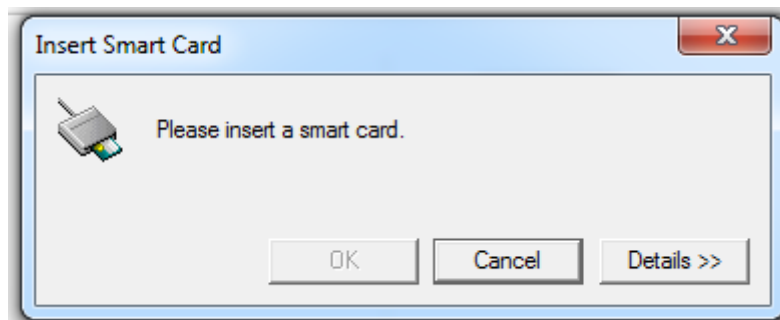 Insert Smart Card
Please insert a smart card.
OK
Cancel
Details >>